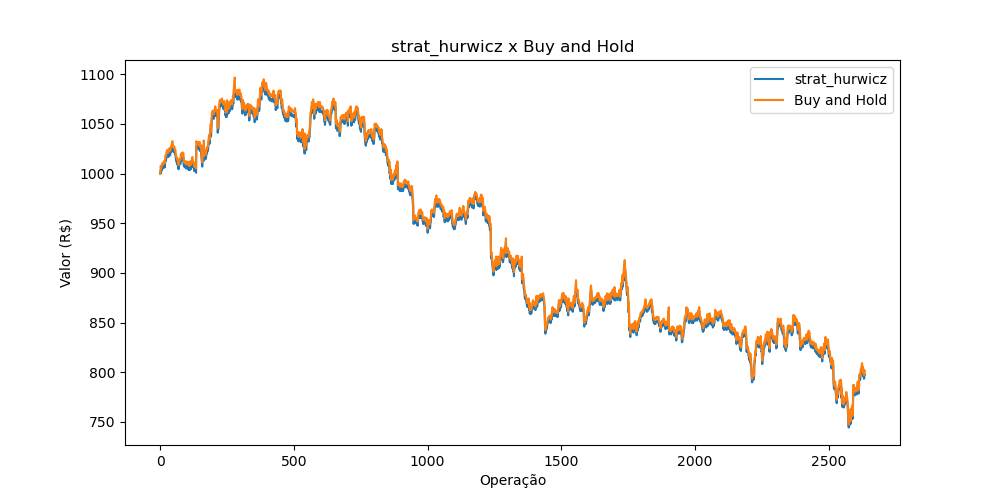 strat_hurwicz x Buy and Hold
strat_hurwicz
Buy and Hold
Valor (R$)
1100
1050
1000
950
900
850
800
750
0 500 1000 1500 2000 2500
Operação